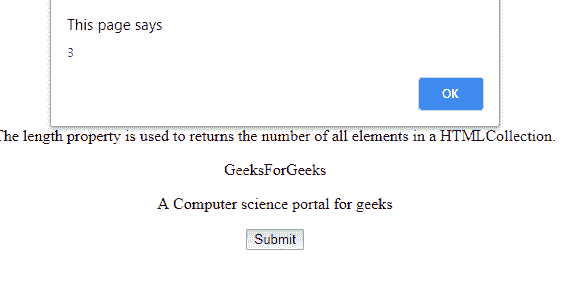 This page says
3
OK
The length property is used to returns the number of all elements in a HTMLCollection.
GeeksForGeeks
A Computer science portal for geeks
Submit